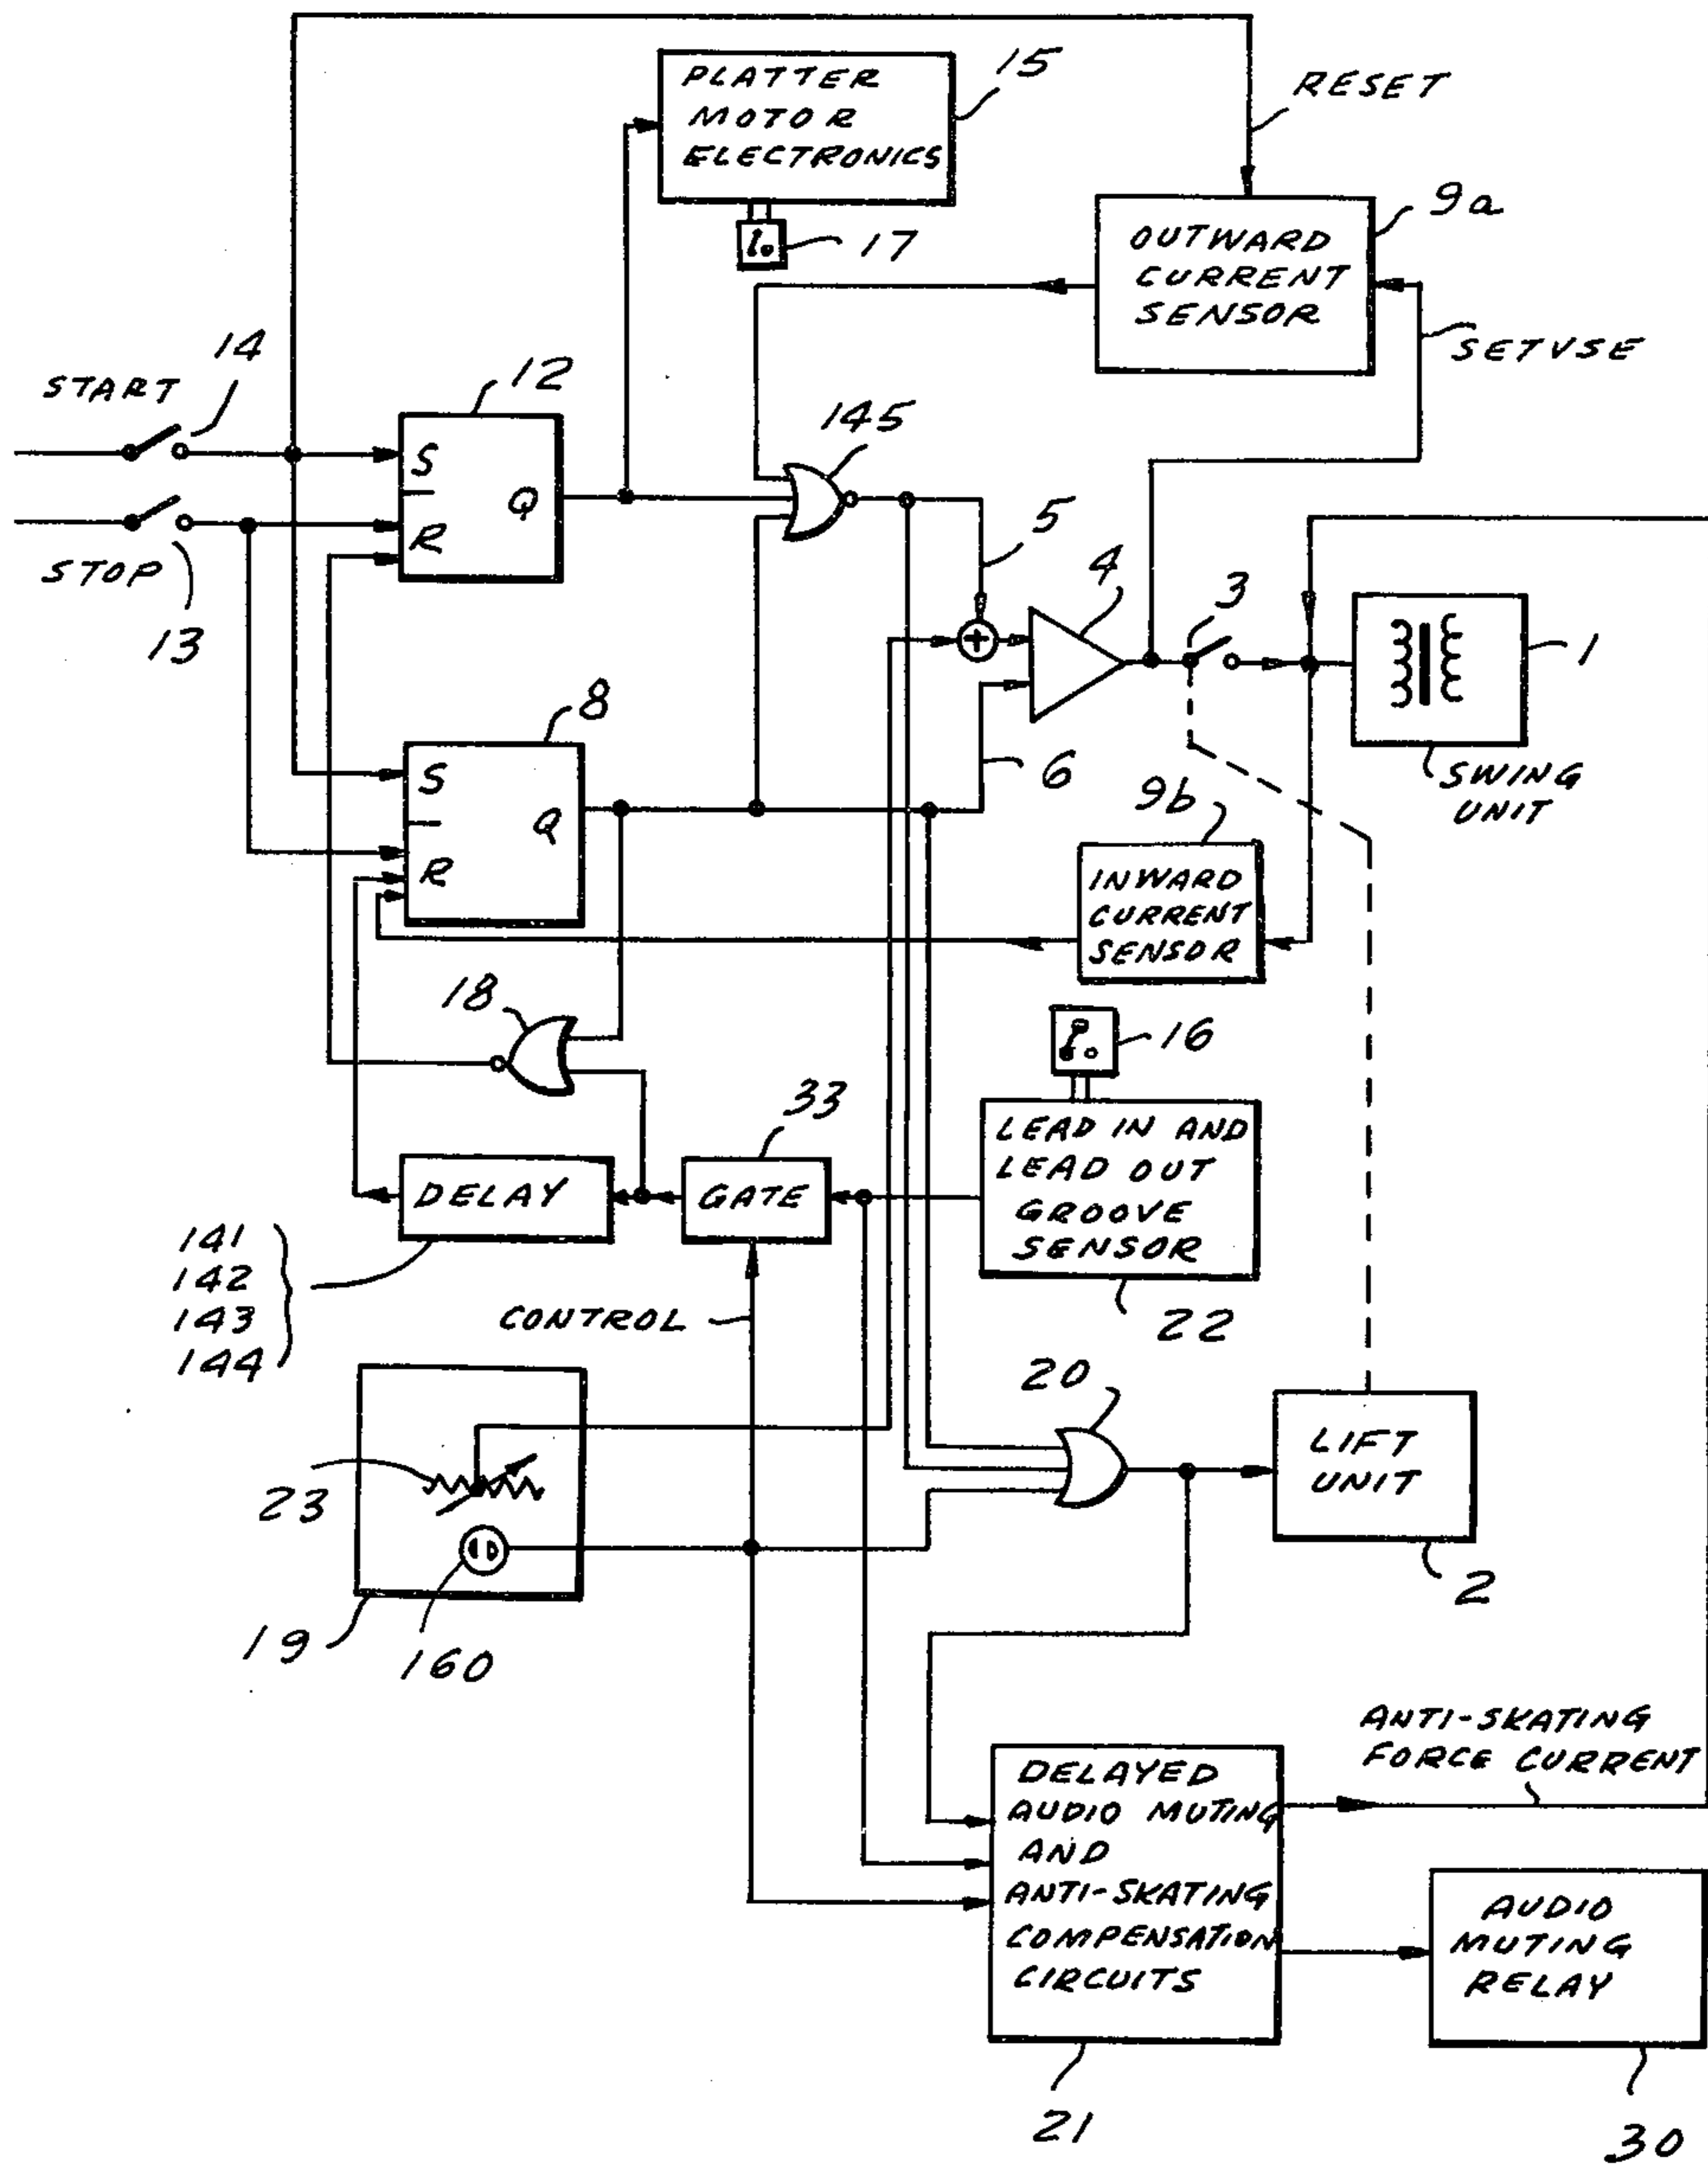 PLATTER
MOTOR
ELECTRONICS
15
RESET
17
OUTWARD
CURRENT
SENSOR
9a
SETVSE
START
14
12
S
R
Q
145
STOP
13
5
4
3
1
SWING
UNIT
8
S
R
Q
6
9b
INWARD
CURRENT
SENSOR
18
16
33
LEAD IN AND
LEAD OUT
GROOVE
SENSOR
22
DELAY
GATE
141
142
143
144
CONTROL
20
LIFT
UNIT
2
23
19
160
ANTI-SKATING
FORCE CURRENT
DELAYED
AUDIO MUTING
AND
ANTI-SKATING
COMPENSATION
CIRCUITS
21
AUDIO
MUTING
RELAY
30